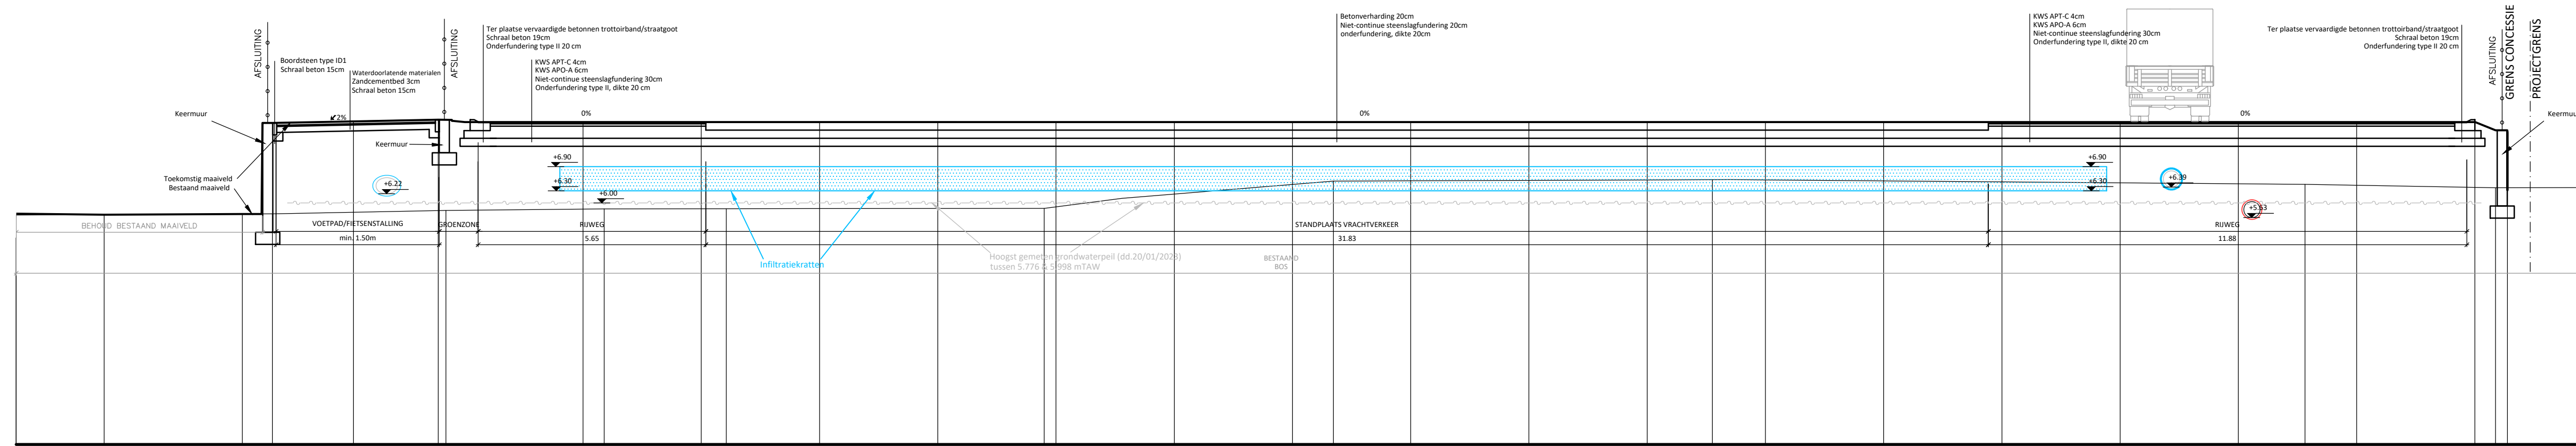 AFSLUITING
Boordsteen type ID1
Schraal beton 15cm
Waterdoorlatende materialen
Zandcementbed 3cm
Schraal beton 15cm
AFSLUITING
Ter plaatse vervaardigde betonnen trottoirband/straatgoot
Schraal beton 19cm
Onderfundering type II 20 cm
KWS APT-C 4cm
KWS APO-A 6cm
Niet-continue steenslagfundering 30cm
Onderfundering type II, dikte 20 cm
Betonverharding 20cm
Niet-continue steenslagfundering 20cm
onderfundering, dikte 20cm
KWS APT-C 4cm
KWS APO-A 6cm
Niet-continue steenslagfundering 30cm
Onderfundering type II, dikte 20 cm
Ter plaatse vervaardigde betonnen trottoirband/straatgoot
Schraal beton 19cm
Onderfundering type II 20 cm
AFSLUITING
GRENS CONCESSIE
PROJECTGRENS
Keermuur
2%
0%
0%
0%
Keermuur
Keermuur
Toekomstig maaiveld
Bestaand maaiveld
+6.22
+6.90
+6.30
+6.00
+6.90
+6.30
+6.39
+5.63
BEHOUD BESTAAND MAAIVELD
VOETPAD/FIETSENSTALLING
min. 1.50m
GROENZONE
RIJWEG
5.65
STANDPLAATS VRACHTVERKEER
31.83
RIJWEG
11.88
Infiltratiekratten
Hoogst gemeten grondwaterpeil (dd.20/01/2023)
tussen 5.776 & 5.998 mTAW
BESTAAND
BOS